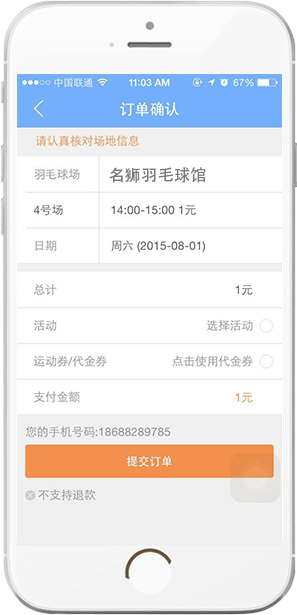 中国联通 11:03 AM 67%
订单确认
请认真核对场地信息
羽毛球场 名狮羽毛球馆
4号场 14:00-15:00 1元
日期 周六 (2015-08-01)
总计 1元
活动 选择活动
运动券/代金券 点击使用代金券
支付金额 1元
您的手机号码:18688289785
提交订单
不支持退款